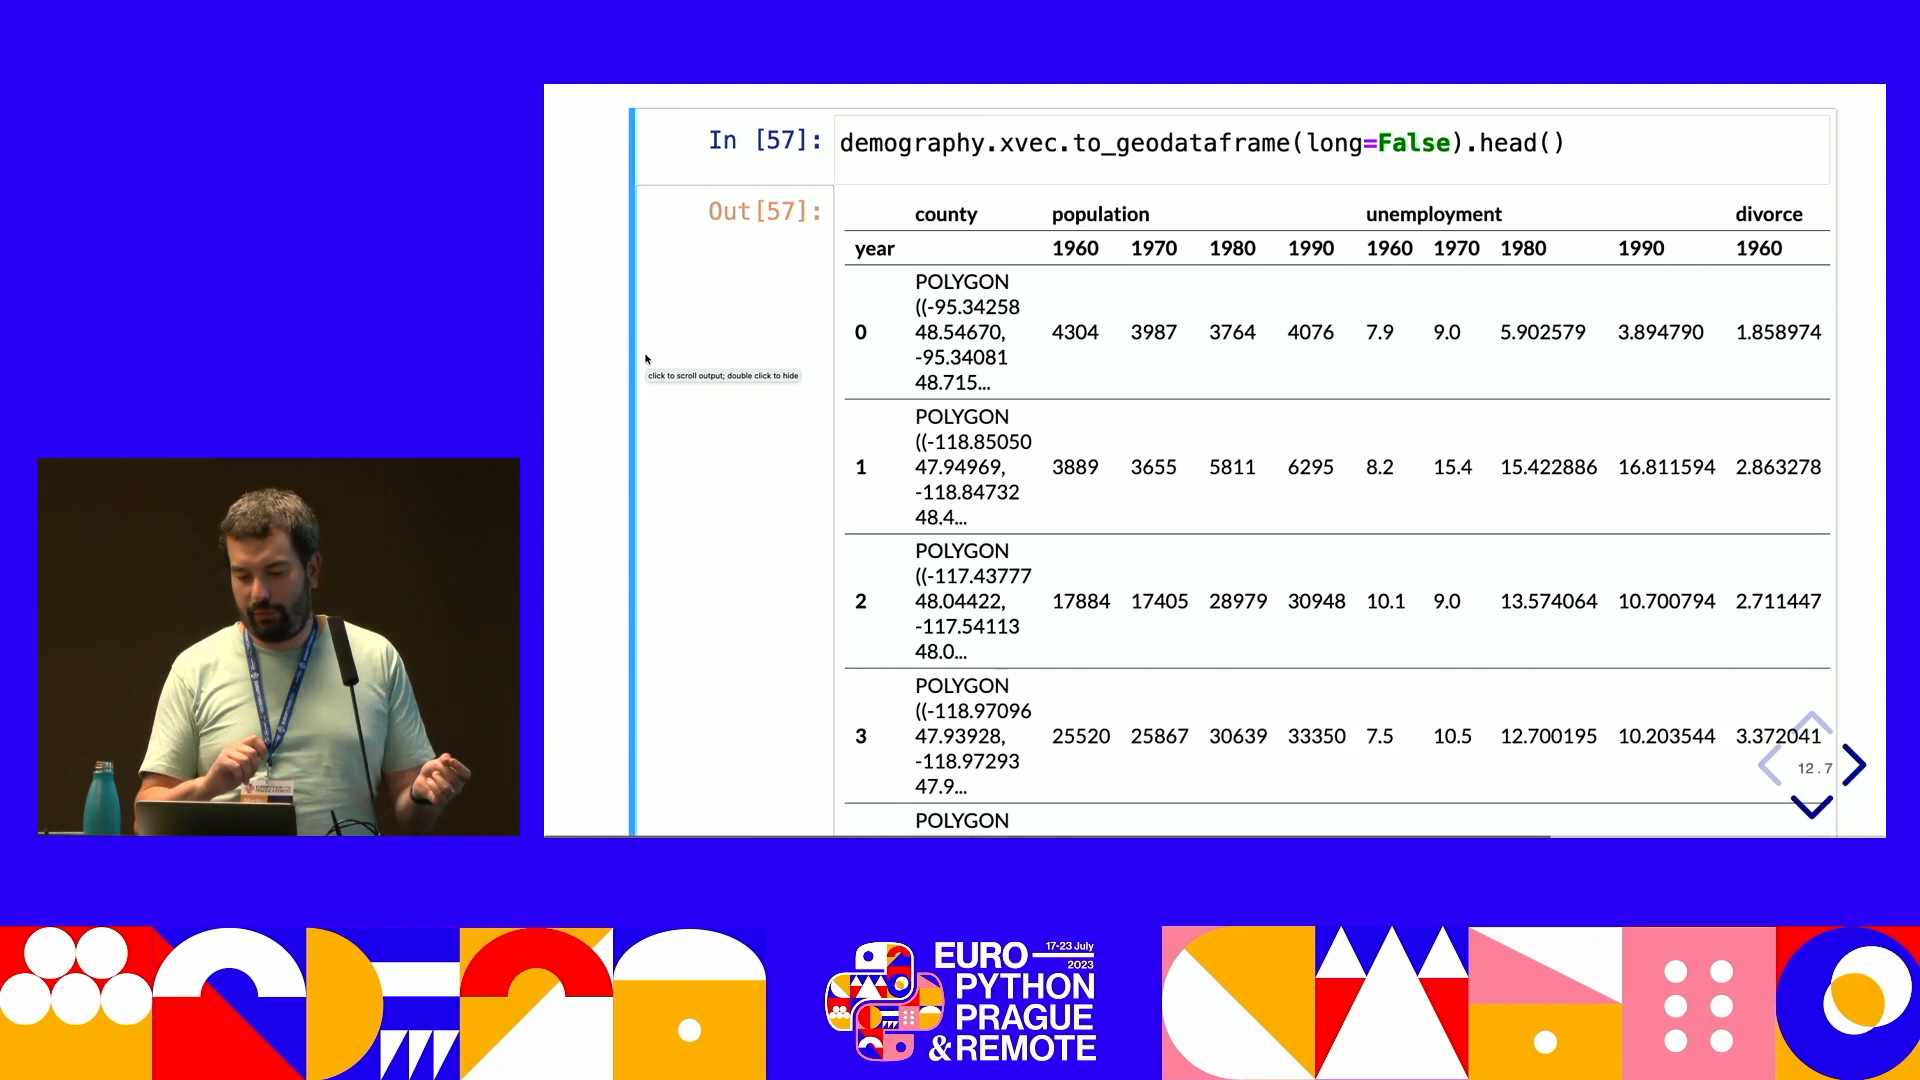 In [57]: demography.xvec.to_geodataframe(long=False).head()
Out[57]:
county population unemployment divorce
year 1960 1970 1980 1990 1960 1970 1980 1990 1960
POLYGON
((-95.34258
0 48.54670, 4304 3987 3764 4076 7.9 9.0 5.902579 3.894790 1.858974
-95.34081
48.715...
click to scroll output; double click to hide
POLYGON
((-118.85050
1 47.94969, 3889 3655 5811 6295 8.2 15.4 15.422886 16.811594 2.863278
-118.84732
48.4...
POLYGON
((-117.43777
2 48.04422, 17884 17405 28979 30948 10.1 9.0 13.574064 10.700794 2.711447
-117.54113
48.0...
POLYGON
((-118.97096
3 47.93928, 25520 25867 30639 33350 7.5 10.5 12.700195 10.203544 3.372041
-118.97293
47.9...
12.7
POLYGON
EURO 17-23 July
2023
PYTHON
PRAGUE
&REMOTE